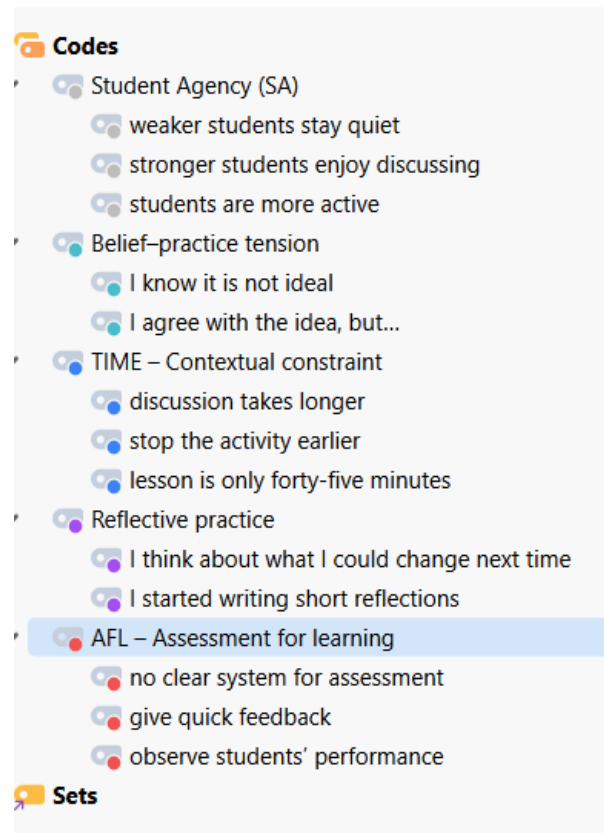 Codes
Student Agency (SA)
weaker students stay quiet
stronger students enjoy discussing
students are more active
Belief–practice tension
I know it is not ideal
I agree with the idea, but...
TIME – Contextual constraint
discussion takes longer
stop the activity earlier
lesson is only forty-five minutes
Reflective practice
I think about what I could change next time
I started writing short reflections
AFL – Assessment for learning
no clear system for assessment
give quick feedback
observe students’ performance
Sets